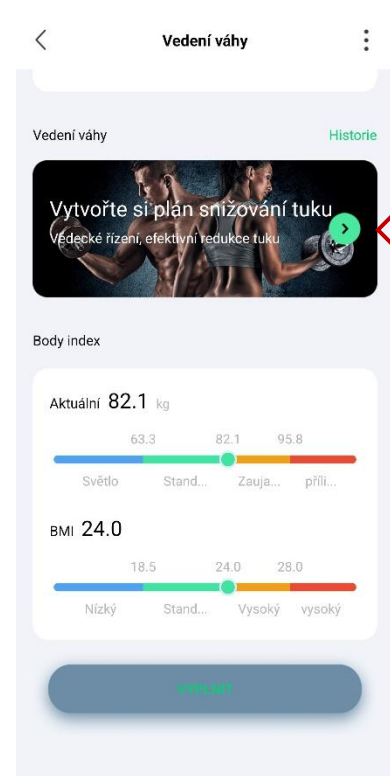 Vedení váhy
Vedení váhy Historie
Vytvořte si plán snižování tuku
Vědecké řízení, efektivní redukce tuku
Body index
Aktuální 82.1 kg
63.3 82.1 95.8
Světlo Stand... Zauja... příli...
BMI 24.0
18.5 24.0 28.0
Nízký Stand... Vysoký vysoký
VYPLNIT